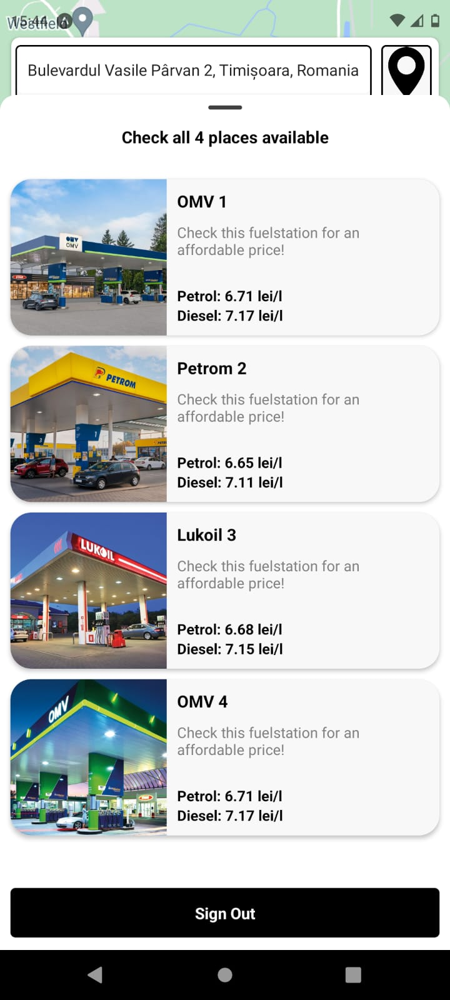 15:44
Westfield
Bulevardul Vasile Pârvan 2, Timișoara, Romania
Check all 4 places available
OMV
OMV
OMV 1
Check this fuelstation for an
affordable price!
Petrol: 6.71 lei/l
Diesel: 7.17 lei/l
PETROM
3
1
Petrom 2
Check this fuelstation for an
affordable price!
Petrol: 6.65 lei/l
Diesel: 7.11 lei/l
LUKOIL
Lukoil 3
Check this fuelstation for an
affordable price!
Petrol: 6.68 lei/l
Diesel: 7.15 lei/l
OMV
OMV 4
Check this fuelstation for an
affordable price!
Petrol: 6.71 lei/l
Diesel: 7.17 lei/l
Sign Out